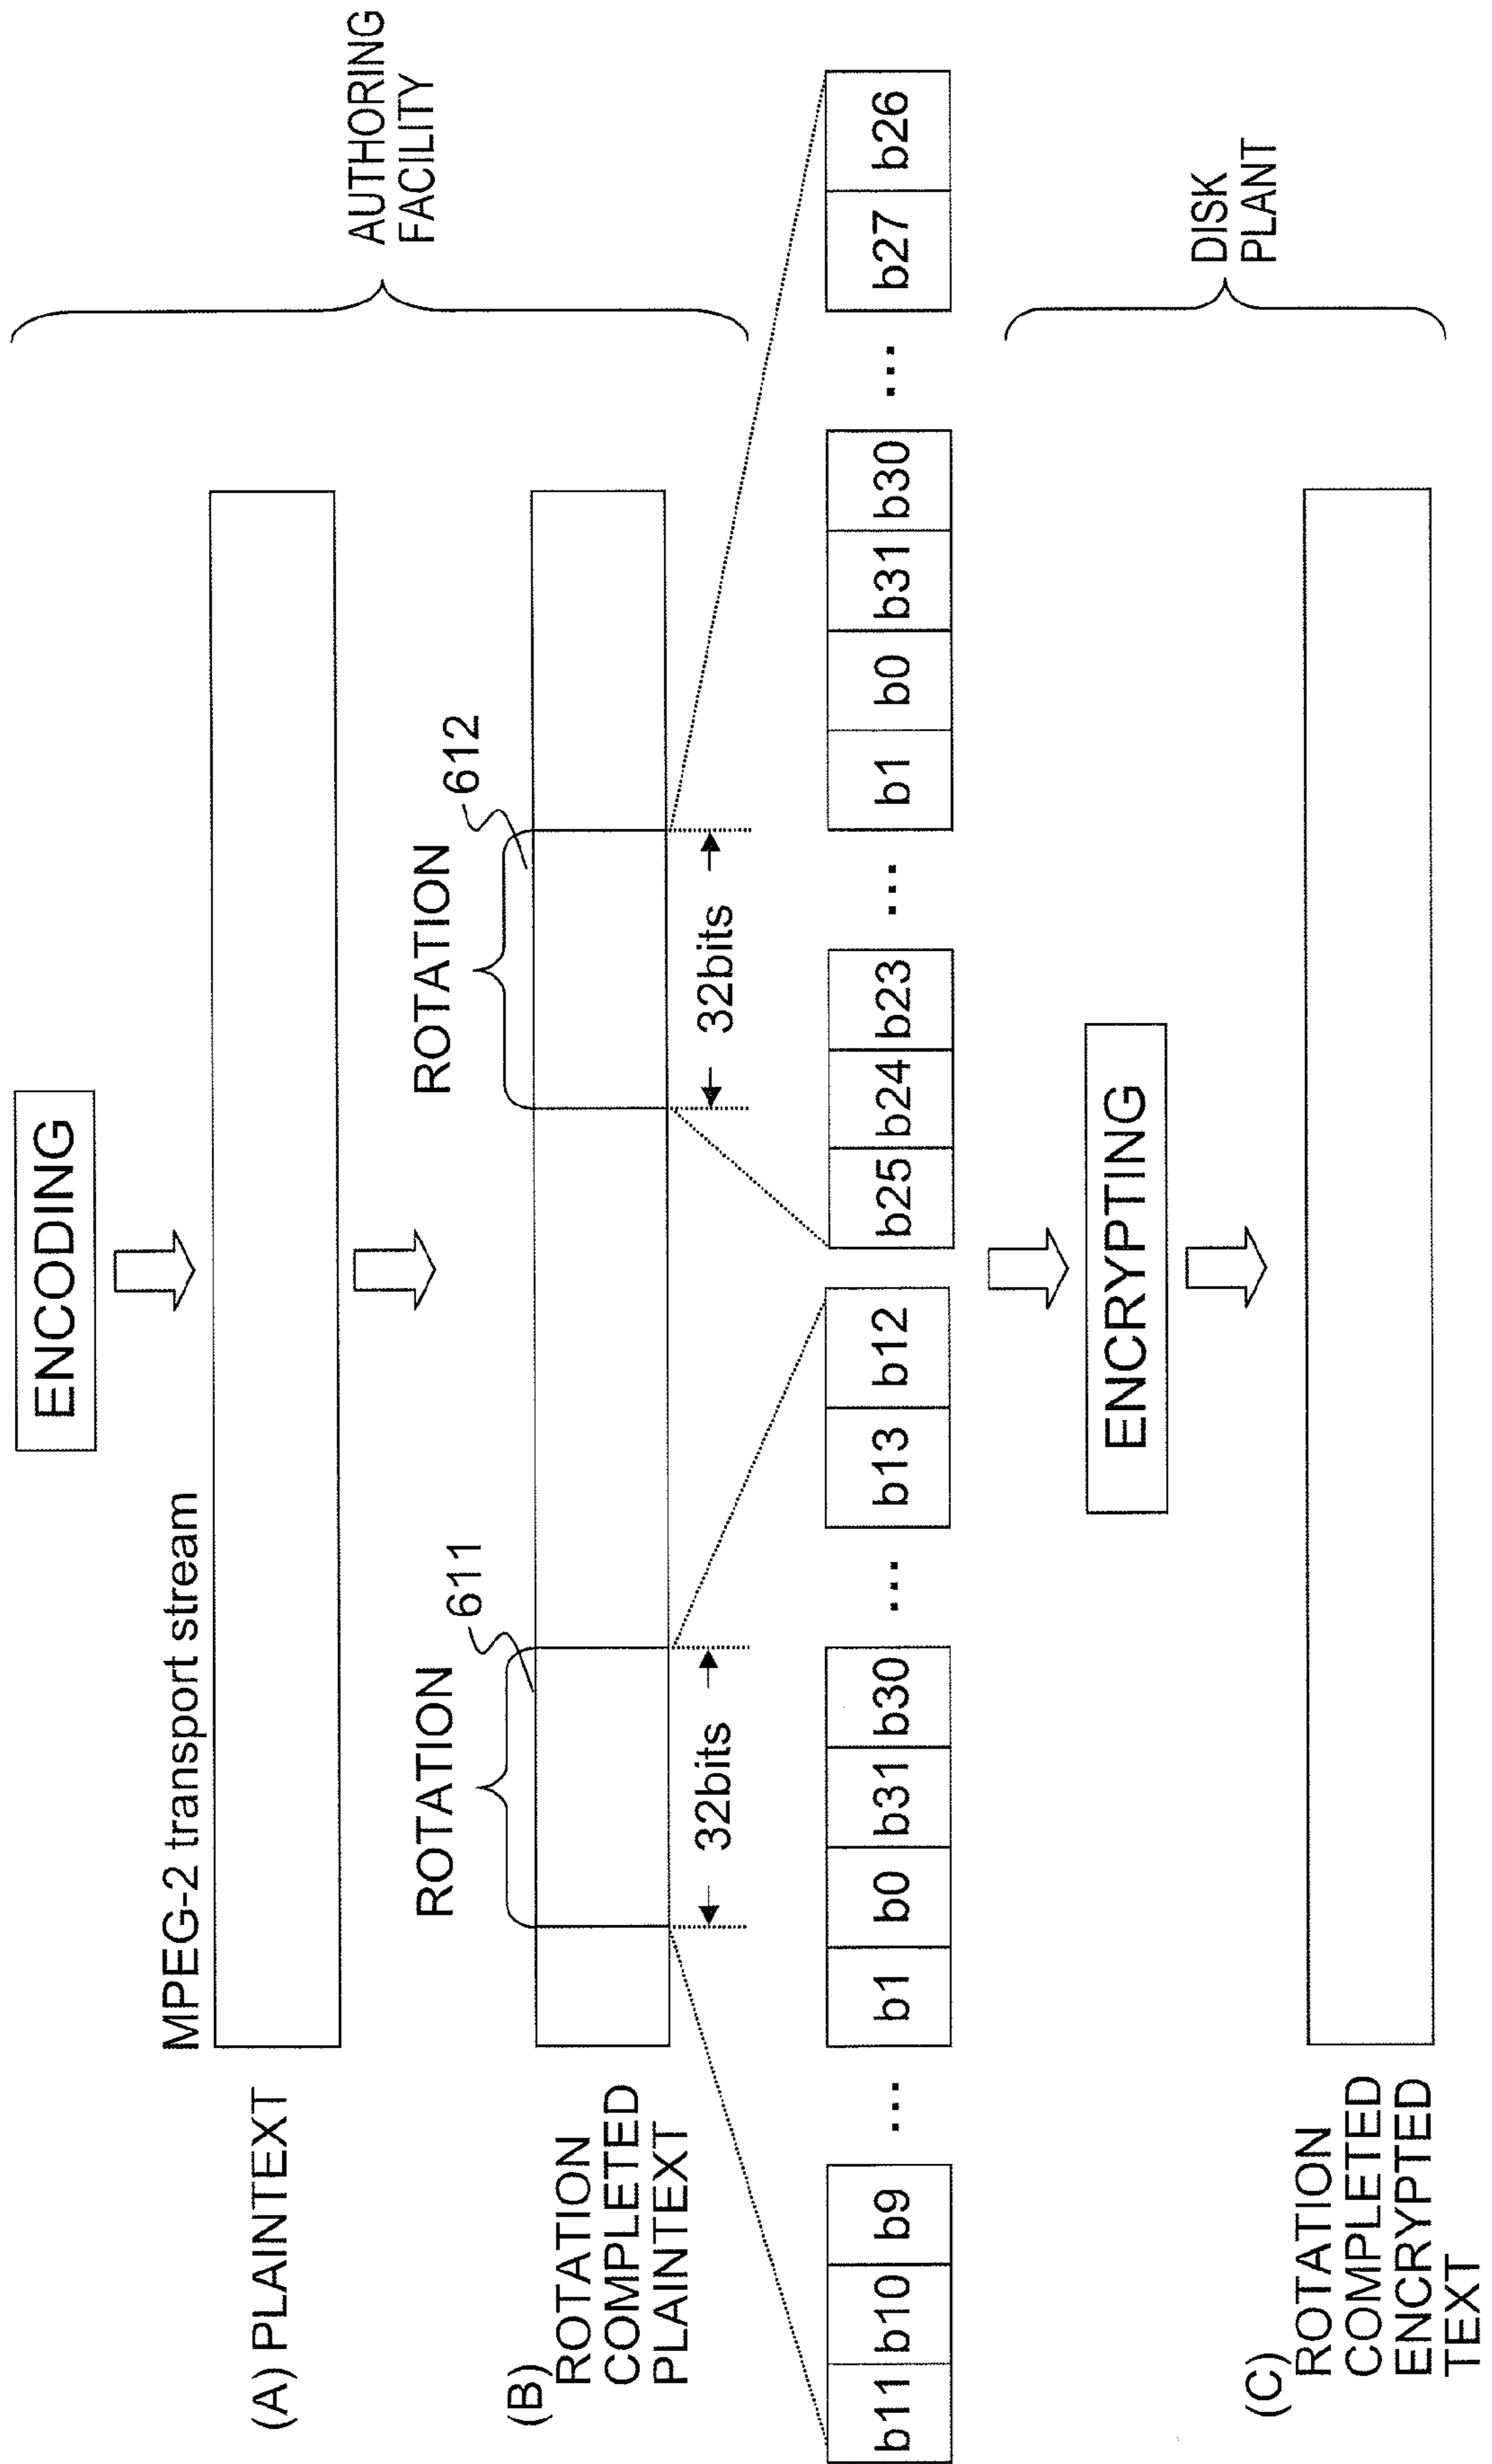 ENCODING
MPEG-2 transport stream
(A) PLAINTEXT
AUTHORING
FACILITY
ROTATION
611
ROTATION
612
(B)
ROTATION
COMPLETED
PLAINTEXT
32bits
32bits
b11 b10 b9 ... b1 b0 b31 b30 ... b13 b12
b25 b24 b23 ... b1 b0 b31 b30 ... b27 b26
ENCRYPTING
DISK
PLANT
(C)
ROTATION
COMPLETED
ENCRYPTED
TEXT